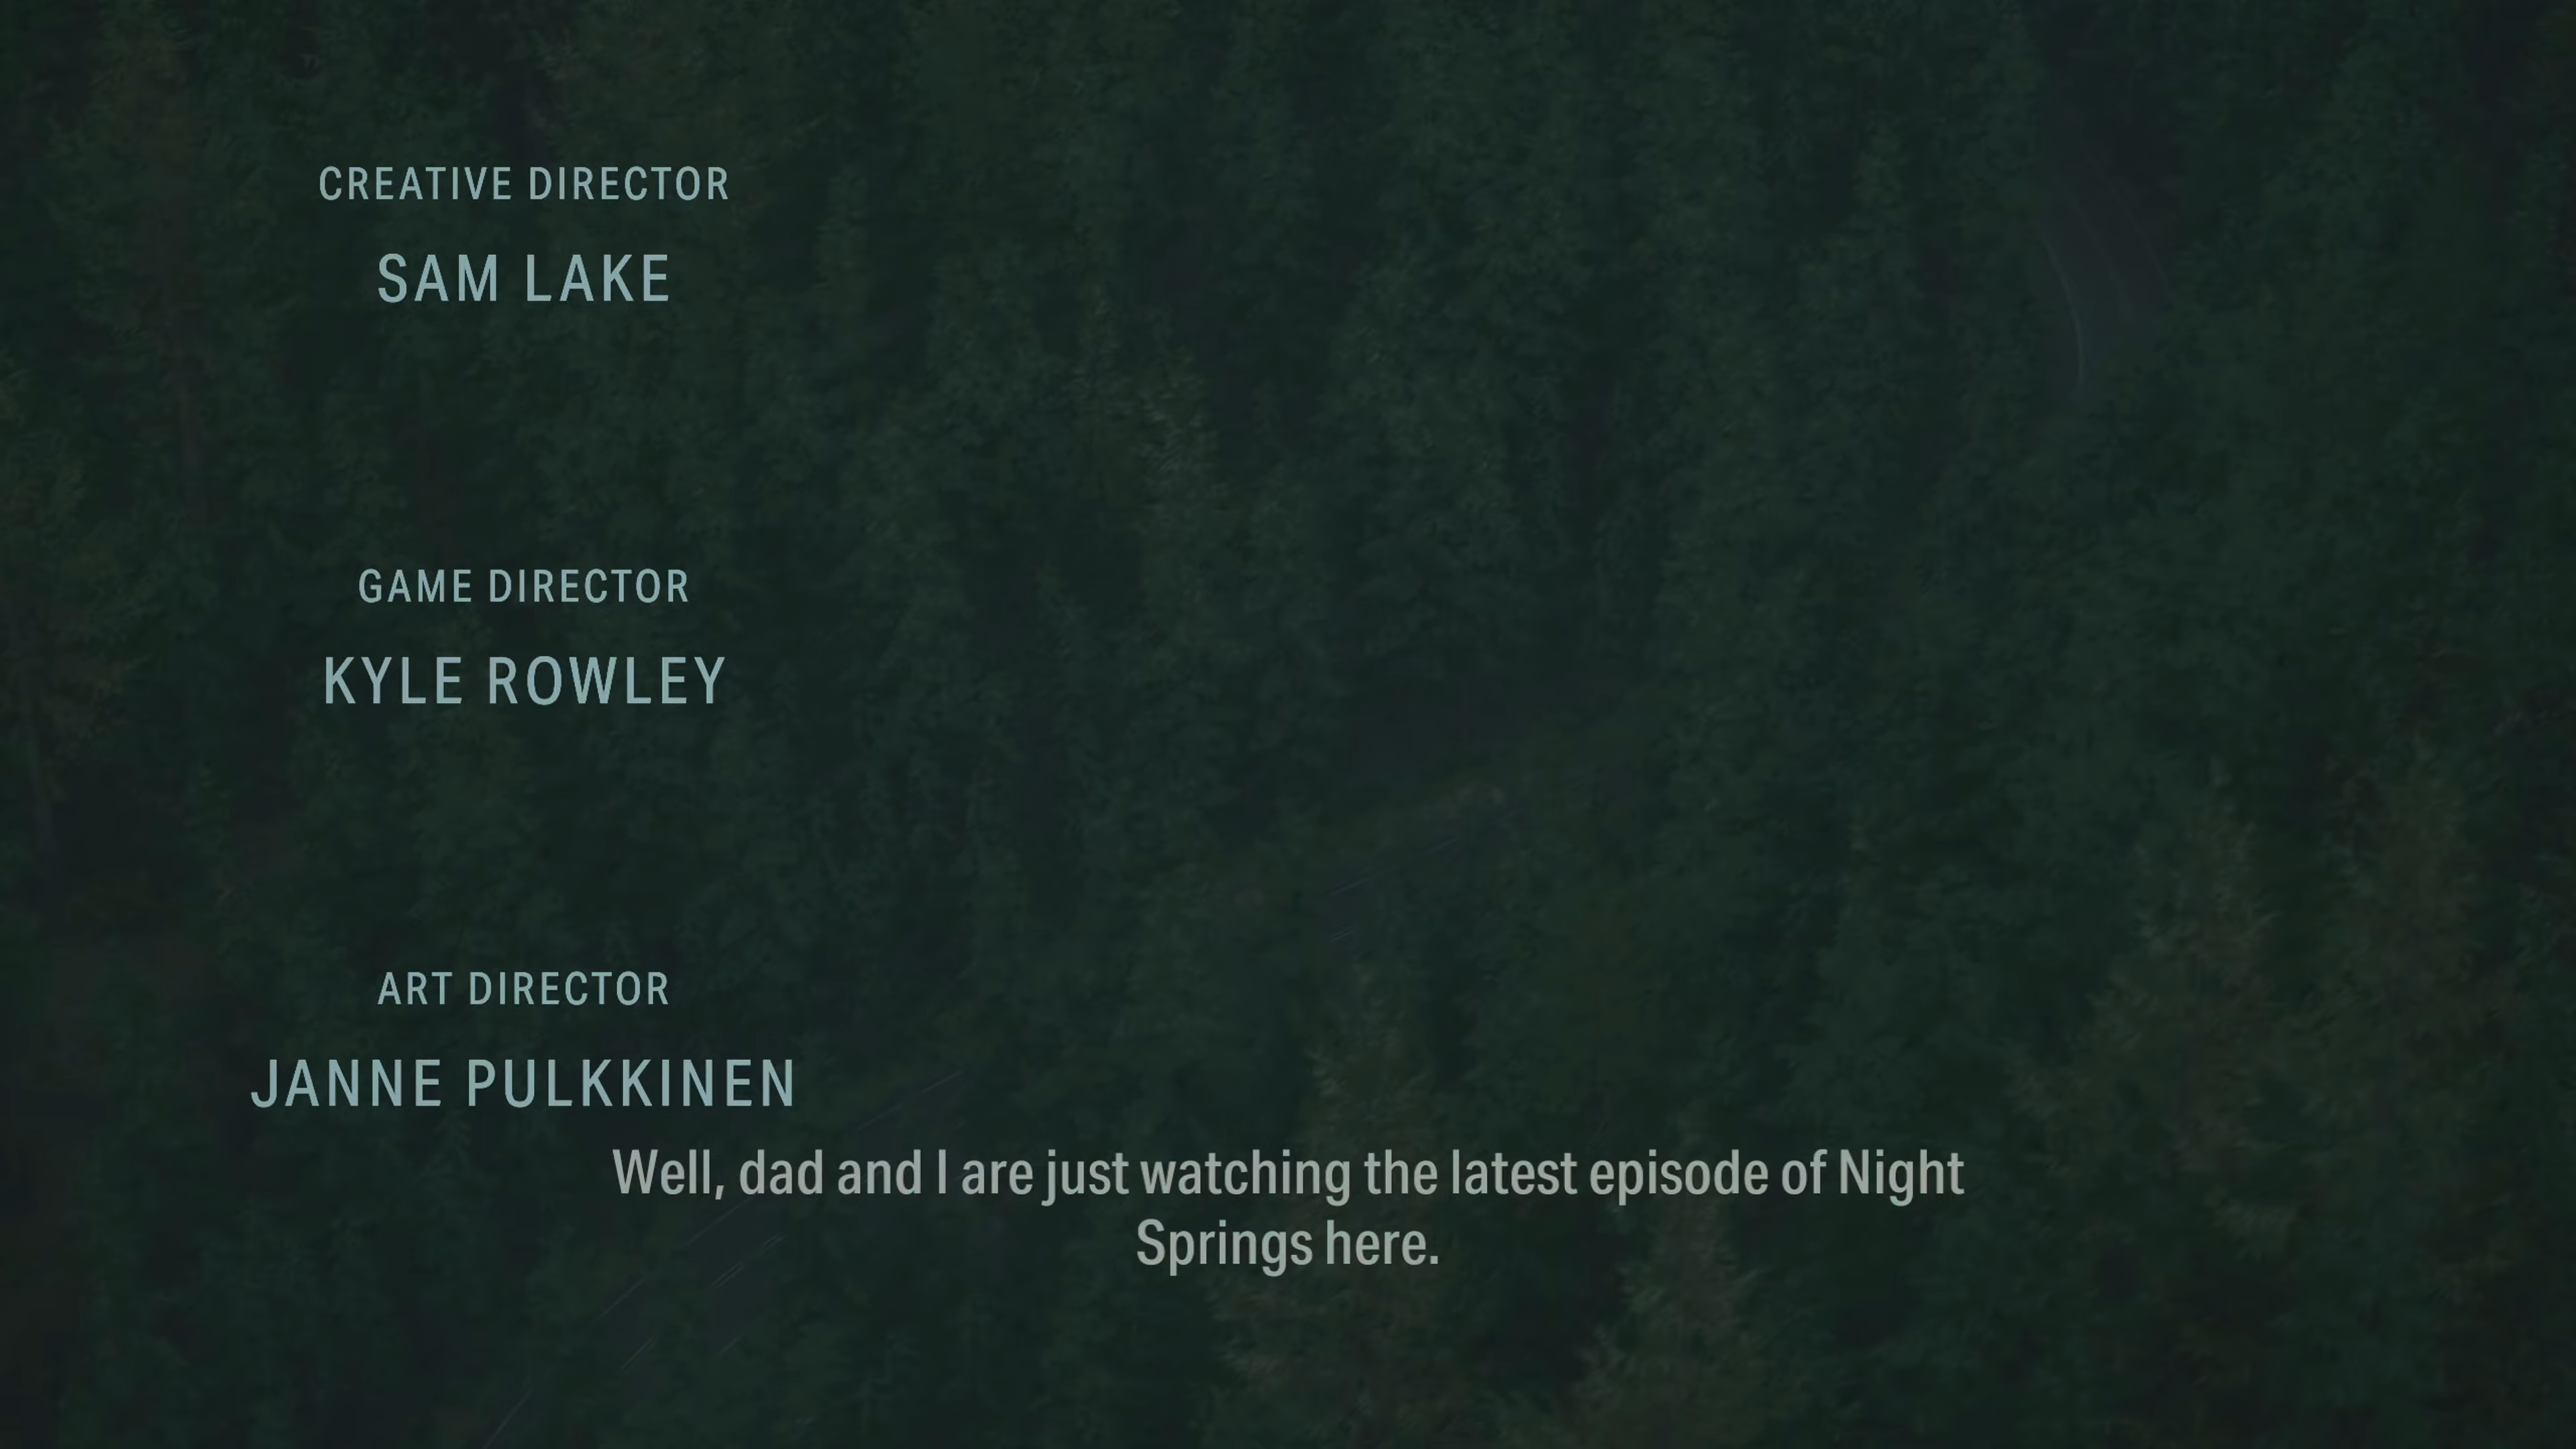 CREATIVE DIRECTOR
SAM LAKE
GAME DIRECTOR
KYLE ROWLEY
ART DIRECTOR
JANNE PULKKINEN
Well, dad and I are just watching the latest episode of Night
Springs here.